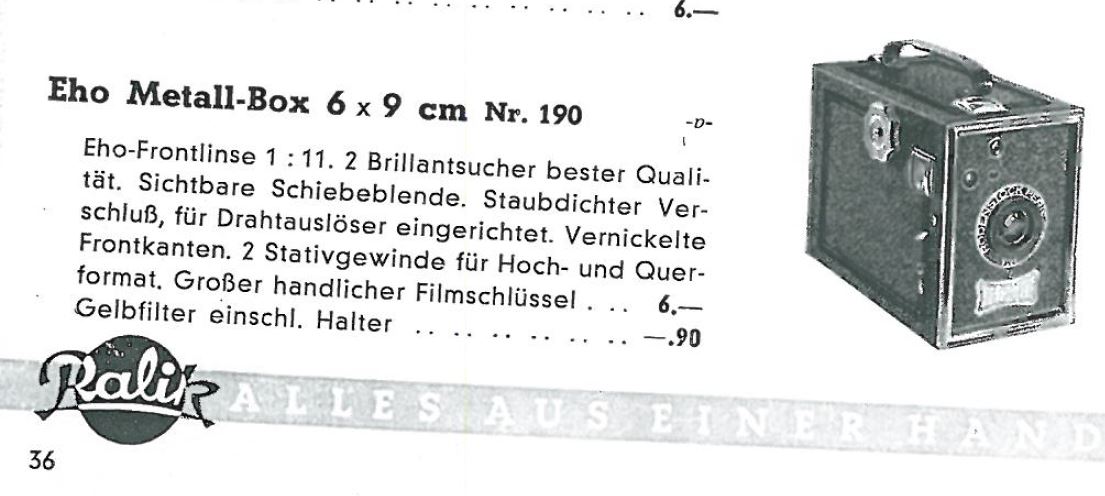 . . . . . . . . . . . . 6.—
Eho Metall-Box 6 x 9 cm Nr. 190
-D-
Eho-Frontlinse 1 : 11. 2 Brillantsucher bester Quali-
tät. Sichtbare Schiebeblende. Staubdichter Ver-
schluß, für Drahtauslöser eingerichtet. Vernickelte
Frontkanten. 2 Stativgewinde für Hoch- und Quer-
format. Großer handlicher Filmschlüssel . . . 6.—
Gelbfilter einschl. Halter . . . . . . . . . . —.90
RODENSTOCK
Ralik
ALLES AUS EINER HAND
36